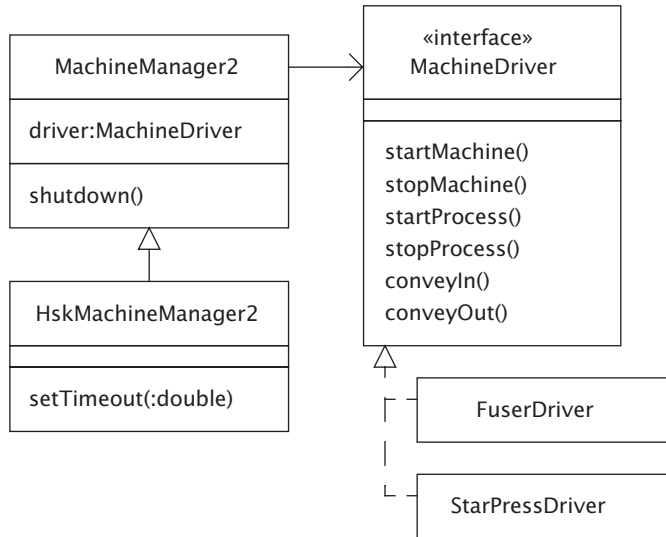 MachineManager2
driver:MachineDriver
shutdown()
HskMachineManager2
setTimeout(:double)
«interface»
MachineDriver
startMachine()
stopMachine()
startProcess()
stopProcess()
conveyIn()
conveyOut()
FuserDriver
StarPressDriver